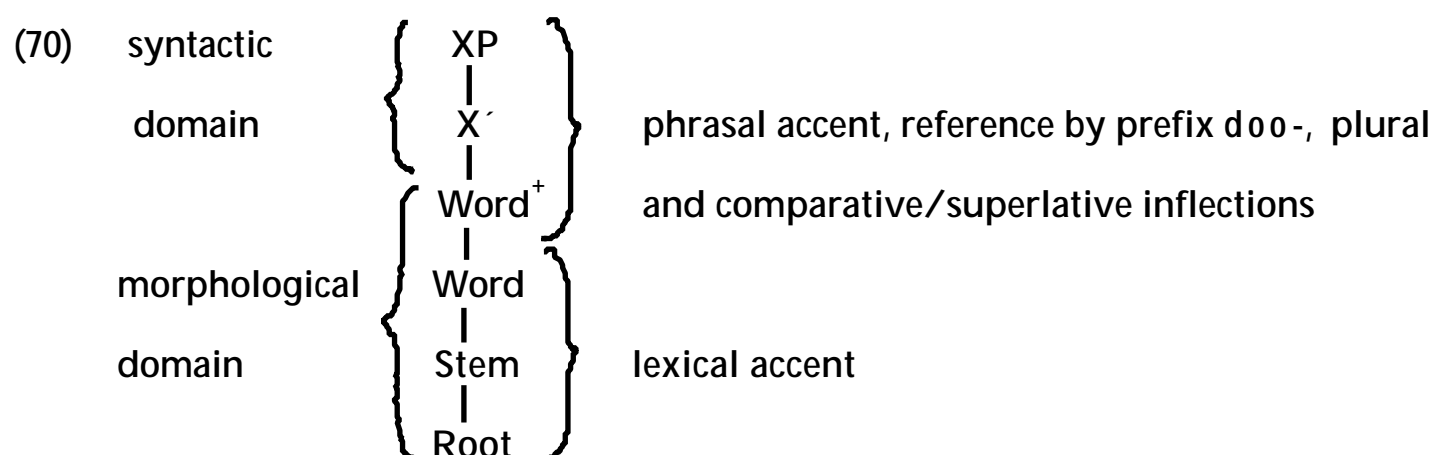 (70) syntactic XP
domain X´ phrasal accent, reference by prefix doo-, plural
Word⁺ and comparative/superlative inflections
morphological Word
domain Stem lexical accent
Root